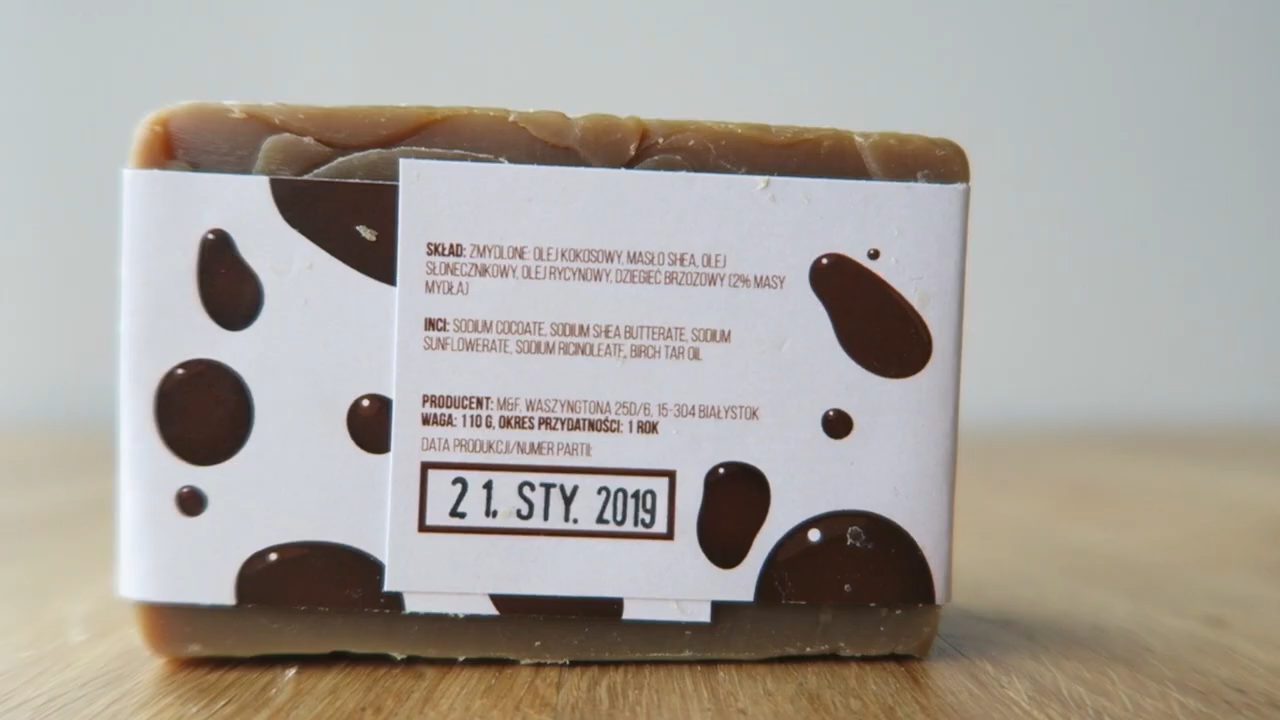 SKŁAD: ZMYDLONE: OLEJ KOKOSOWY, MASŁO SHEA, OLEJ
SŁONECZNIKOWY, OLEJ RYCYNOWY, DZIEGIEĆ BRZOZOWY (2% MASY
MYDŁA)
INCI: SODIUM COCOATE, SODIUM SHEA BUTTERATE, SODIUM
SUNFLOWERATE, SODIUM RICINOLEATE, BIRCH TAR OIL
PRODUCENT: M&F, WASZYNGTONA 25D/6, 15-304 BIAŁYSTOK
WAGA: 110 G, OKRES PRZYDATNOŚCI: 1 ROK
DATA PRODUKCJI/NUMER PARTII:
21. STY. 2019